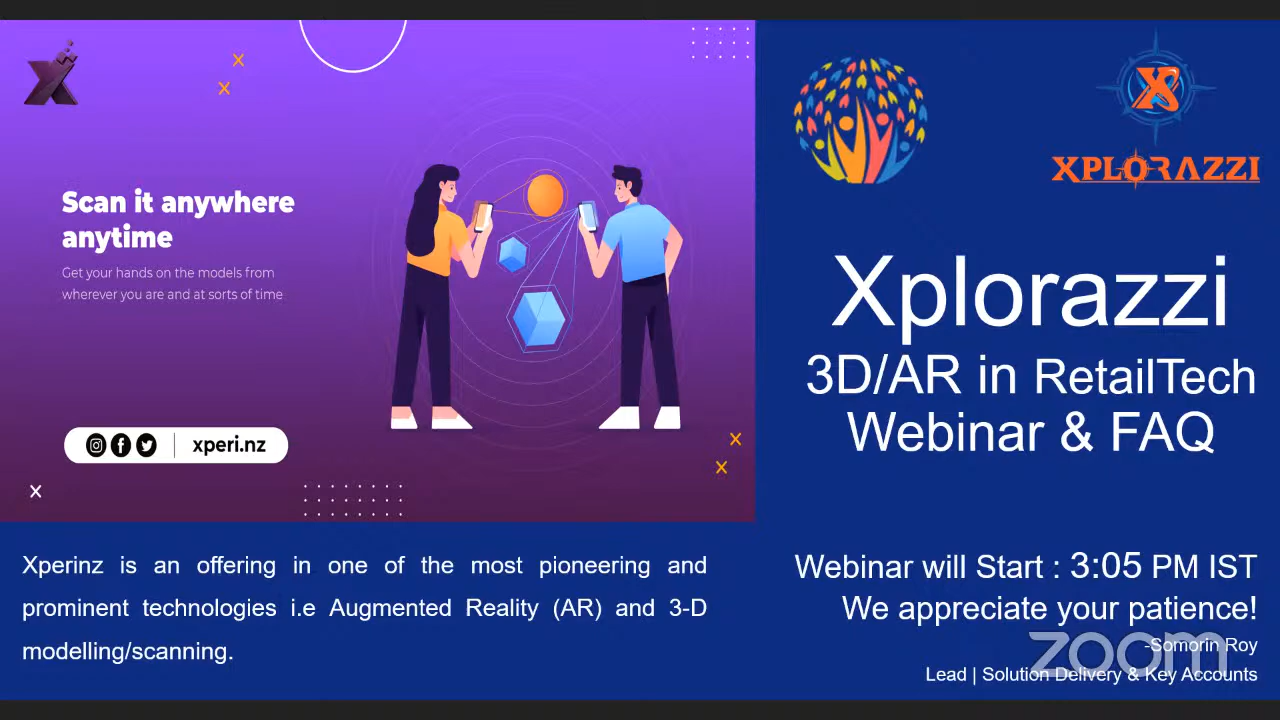 Scan it anywhere
anytime
Get your hands on the models from
wherever you are and at sorts of time
xperi.nz
Xperinz is an offering in one of the most pioneering and
prominent technologies i.e Augmented Reality (AR) and 3-D
modelling/scanning.
XPLORAZZI
Xplorazzi
3D/AR in RetailTech
Webinar & FAQ
Webinar will Start : 3:05 PM IST
We appreciate your patience!
-Somorin Roy
Lead | Solution Delivery & Key Accounts
zoom